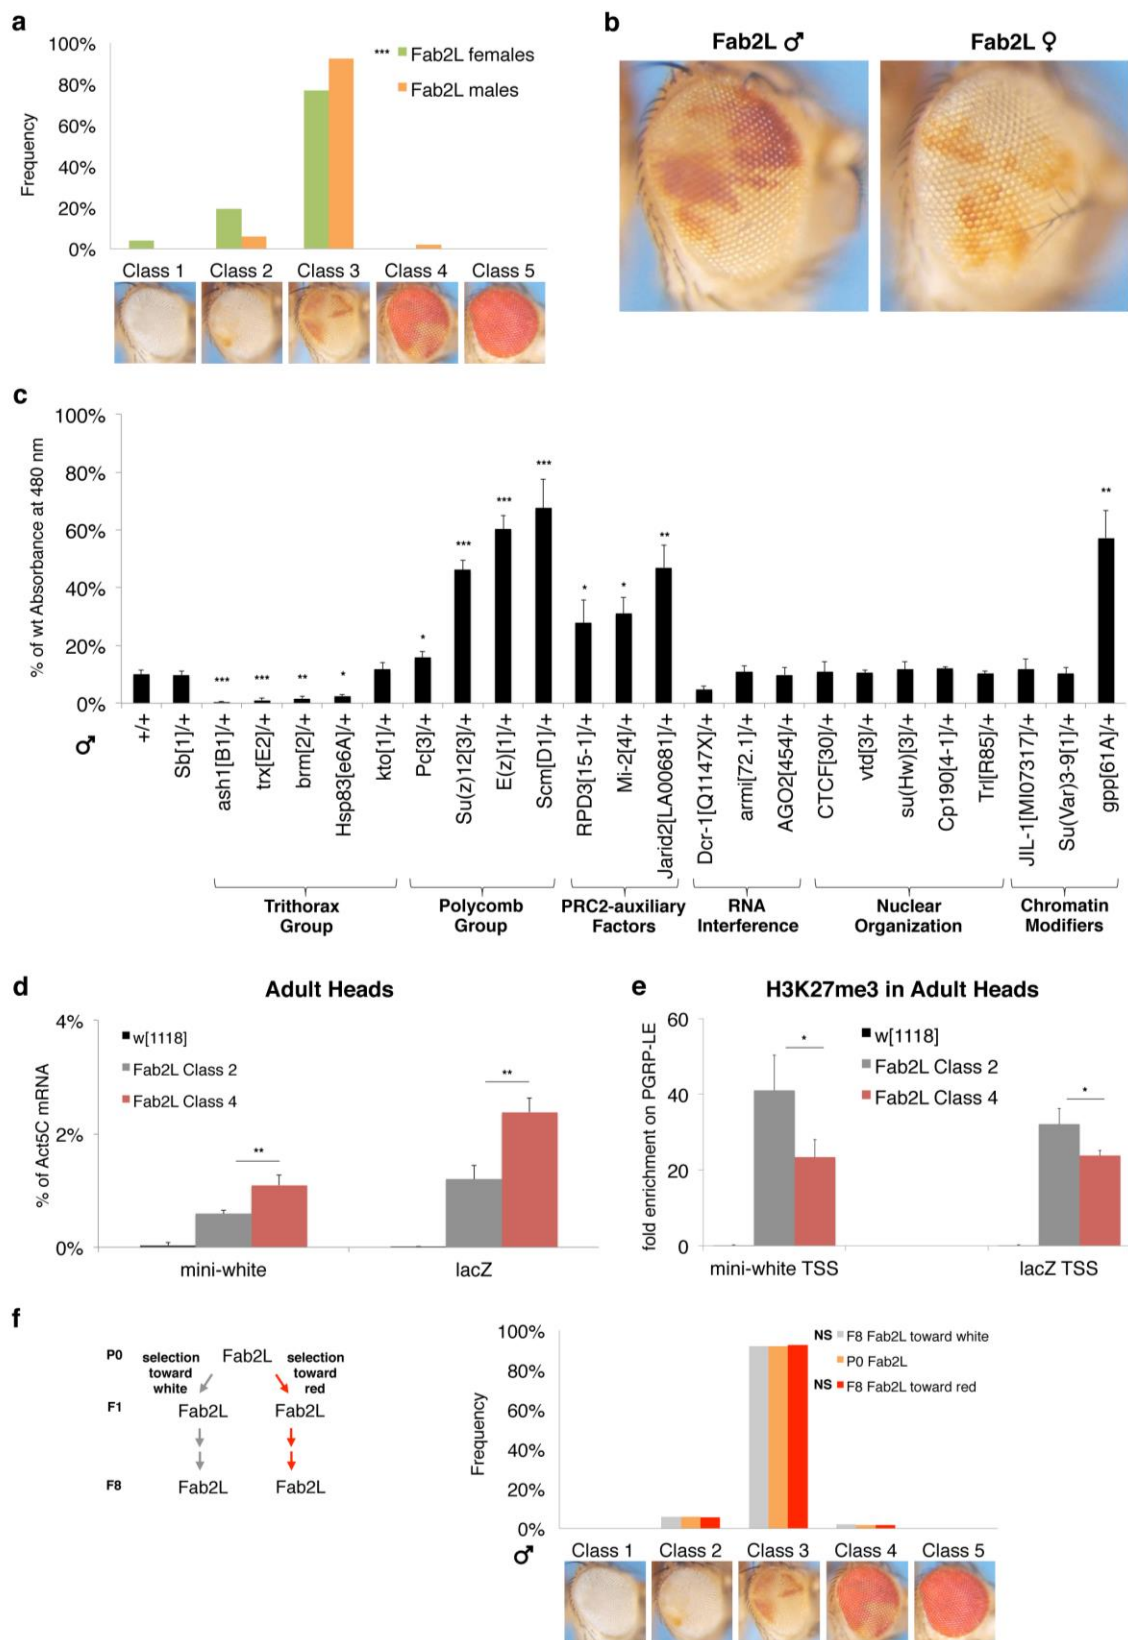 a
100%
80%
60%
40%
20%
0%
Frequency
*** Fab2L females
Fab2L males
Class 1 Class 2 Class 3 Class 4 Class 5
b
Fab2L ♂ Fab2L ♀
c
100%
80%
60%
40%
20%
0%
% of wt Absorbance at 480 nm
*** *** ** * * *** *** *** * * ** **
♂
+/+
Sb[1]/+
ash1[B1]/+
trx[E2]/+
brm[2]/+
Hsp83[e6A]/+
kto[1]/+
Pc[3]/+
Su(z)12[3]/+
E(z)[1]/+
Scm[D1]/+
RPD3[15-1]/+
Mi-2[4]/+
Jarid2[LA00681]/+
Dcr-1[Q1147X]/+
armi[72.1]/+
AGO2[454]/+
CTCF[30]/+
vtd[3]/+
su(Hw)[3]/+
Cp190[4-1]/+
Trl[R85]/+
JIL-1[MI07317]/+
Su(Var)3-9[1]/+
gpp[61A]/+
Trithorax
Group
Polycomb
Group
PRC2-auxiliary
Factors
RNA
Interference
Nuclear
Organization
Chromatin
Modifiers
d
Adult Heads
4%
2%
0%
% of Act5C mRNA
w[1118]
Fab2L Class 2
Fab2L Class 4
** **
mini-white lacZ
e
H3K27me3 in Adult Heads
60
40
20
0
fold enrichment on PGRP-LE
w[1118]
Fab2L Class 2
Fab2L Class 4
* *
mini-white TSS lacZ TSS
f
P0 selection toward white Fab2L selection toward red
F1 Fab2L Fab2L
F8 Fab2L Fab2L
100%
80%
60%
40%
20%
0%
Frequency
NS F8 Fab2L toward white
P0 Fab2L
NS F8 Fab2L toward red
♂ Class 1 Class 2 Class 3 Class 4 Class 5